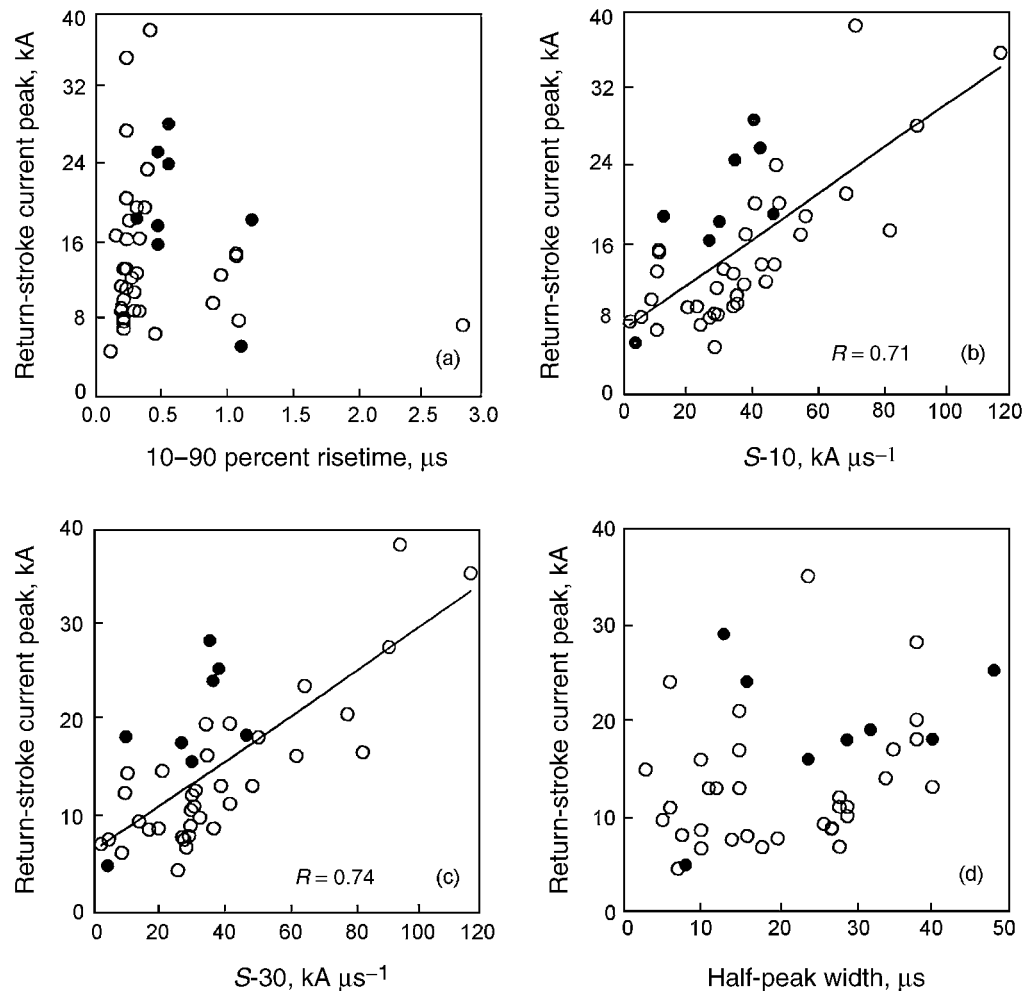 Return-stroke current peak, kA
40
32
24
16
8
0
0.0 0.5 1.0 1.5 2.0 2.5 3.0
(a)
10–90 percent risetime, μs
Return-stroke current peak, kA
40
32
24
16
8
0
0 20 40 60 80 100 120
R = 0.71
(b)
S-10, kA μs⁻¹
Return-stroke current peak, kA
40
30
20
10
0
0 20 40 60 80 100 120
R = 0.74
(c)
S-30, kA μs⁻¹
Return-stroke current peak, kA
40
30
20
10
0
0 10 20 30 40 50
(d)
Half-peak width, μs